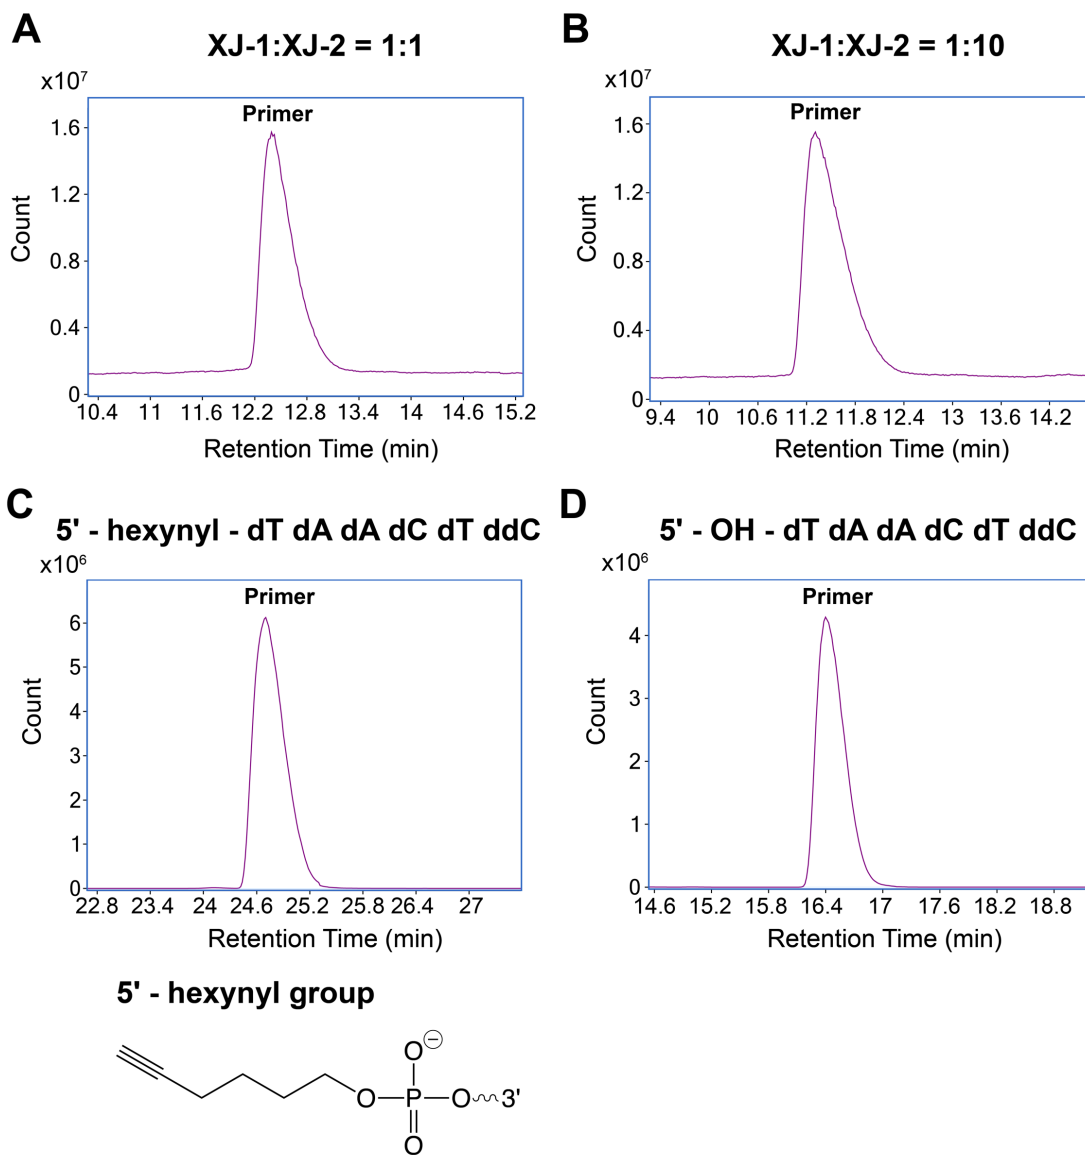 A
XJ-1:XJ-2 = 1:1
x10⁷
Primer
1.6
1.2
0.8
0.4
0
Count
10.4 11 11.6 12.2 12.8 13.4 14 14.6 15.2
Retention Time (min)
B
XJ-1:XJ-2 = 1:10
x10⁷
Primer
1.6
1.2
0.8
0.4
0
Count
9.4 10 10.6 11.2 11.8 12.4 13 13.6 14.2
Retention Time (min)
C
5' - hexynyl - dT dA dA dC dT ddC
x10⁶
Primer
6
5
4
3
2
1
0
Count
22.8 23.4 24 24.6 25.2 25.8 26.4 27
Retention Time (min)
D
5' - OH - dT dA dA dC dT ddC
x10⁶
Primer
4
3
2
1
0
Count
14.6 15.2 15.8 16.4 17 17.6 18.2 18.8
Retention Time (min)
5' - hexynyl group
O⊖
O P O 3'
O